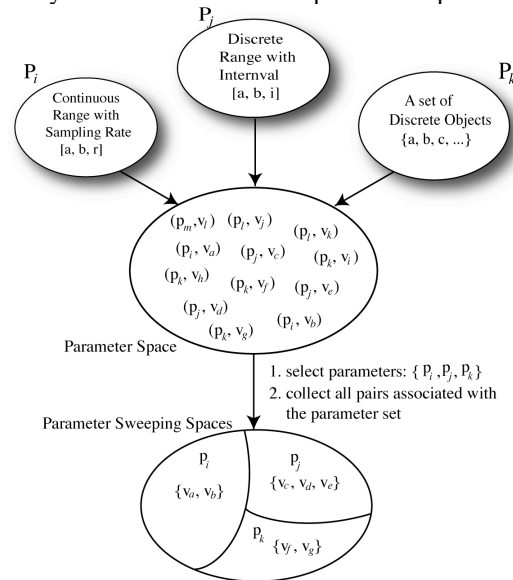 P_j
Discrete
Range with
Internval
[a, b, i]
P_i
Continuous
Range with
Sampling Rate
[a, b, r]
P_k
A set of
Discrete Objects
{a, b, c, ...}
(p_m, v_l) (p_l, v_j)
(p_l, v_k)
(p_i, v_a) (p_j, v_c)
(p_k, v_i)
(p_k, v_h) (p_k, v_f) (p_j, v_e)
(p_j, v_d)
(p_k, v_g) (p_i, v_b)
Parameter Space
1. select parameters: { p_i , p_j, p_k}
2. collect all pairs associated with
the parameter set
Parameter Sweeping Spaces
p_i
{v_a, v_b}
p_j
{v_c, v_d, v_e}
p_k
{v_f, v_g}